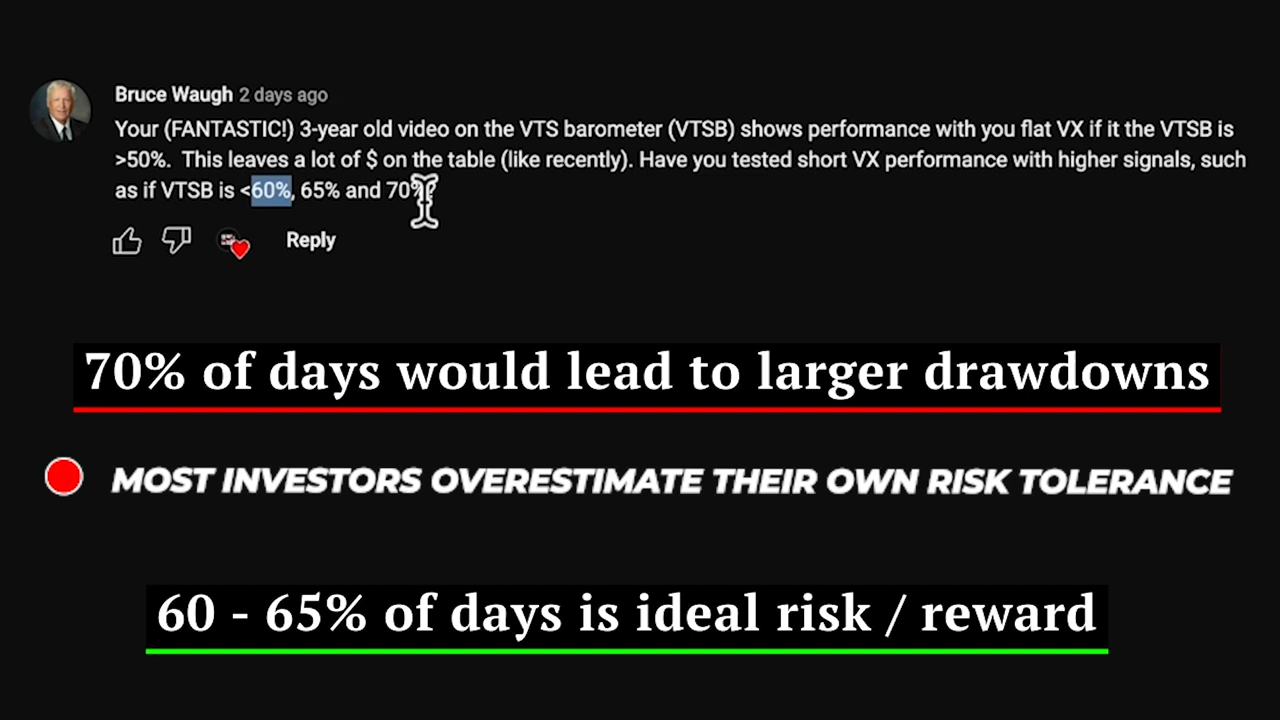 Bruce Waugh 2 days ago
Your (FANTASTIC!) 3-year old video on the VTS barometer (VTSB) shows performance with you flat VX if it the VTSB is
>50%. This leaves a lot of $ on the table (like recently). Have you tested short VX performance with higher signals, such
as if VTSB is <60%, 65% and 70%?
Reply
70% of days would lead to larger drawdowns
MOST INVESTORS OVERESTIMATE THEIR OWN RISK TOLERANCE
60 - 65% of days is ideal risk / reward